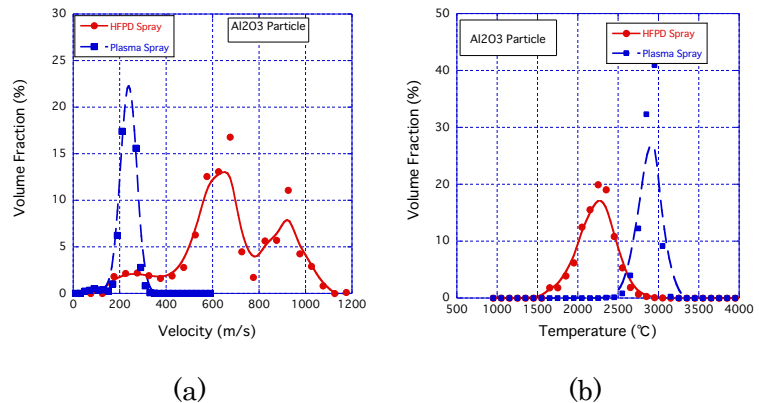 HFPD Spray
Plasma Spray
Al2O3 Particle
30
25
20
15
10
5
0
Volume Fraction (%)
0 200 400 600 800 1000 1200
Velocity (m/s)
(a)
Al2O3 Particle
HFPD Spray
Plasma Spray
50
40
30
20
10
0
Volume Fraction (%)
500 1000 1500 2000 2500 3000 3500 4000
Temperature (℃)
(b)